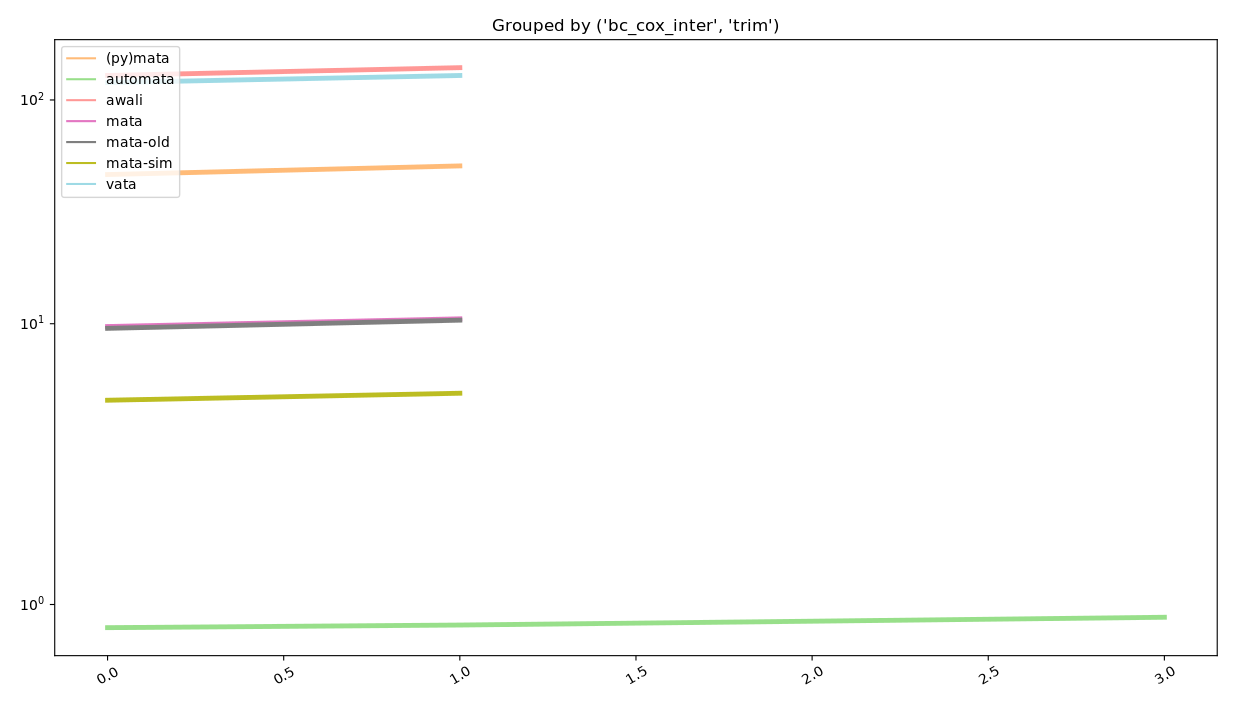 Grouped by ('bc_cox_inter', 'trim')
(py)mata
automata
awali
mata
mata-old
mata-sim
vata
10²
10¹
10⁰
0.0 0.5 1.0 1.5 2.0 2.5 3.0